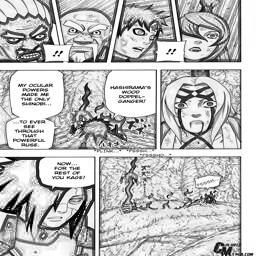 !!
!!
MY OCULAR
POWERS
MADE ME
THE ONLY
SHINOBI...
HASHIRAMA'S
WOOD
DOPPEL-
GANGER!
...TO EVER
SEE
THROUGH
THAT
POWERFUL
RUSE.
NOW...
FOR THE
REST OF
YOU KAGE!